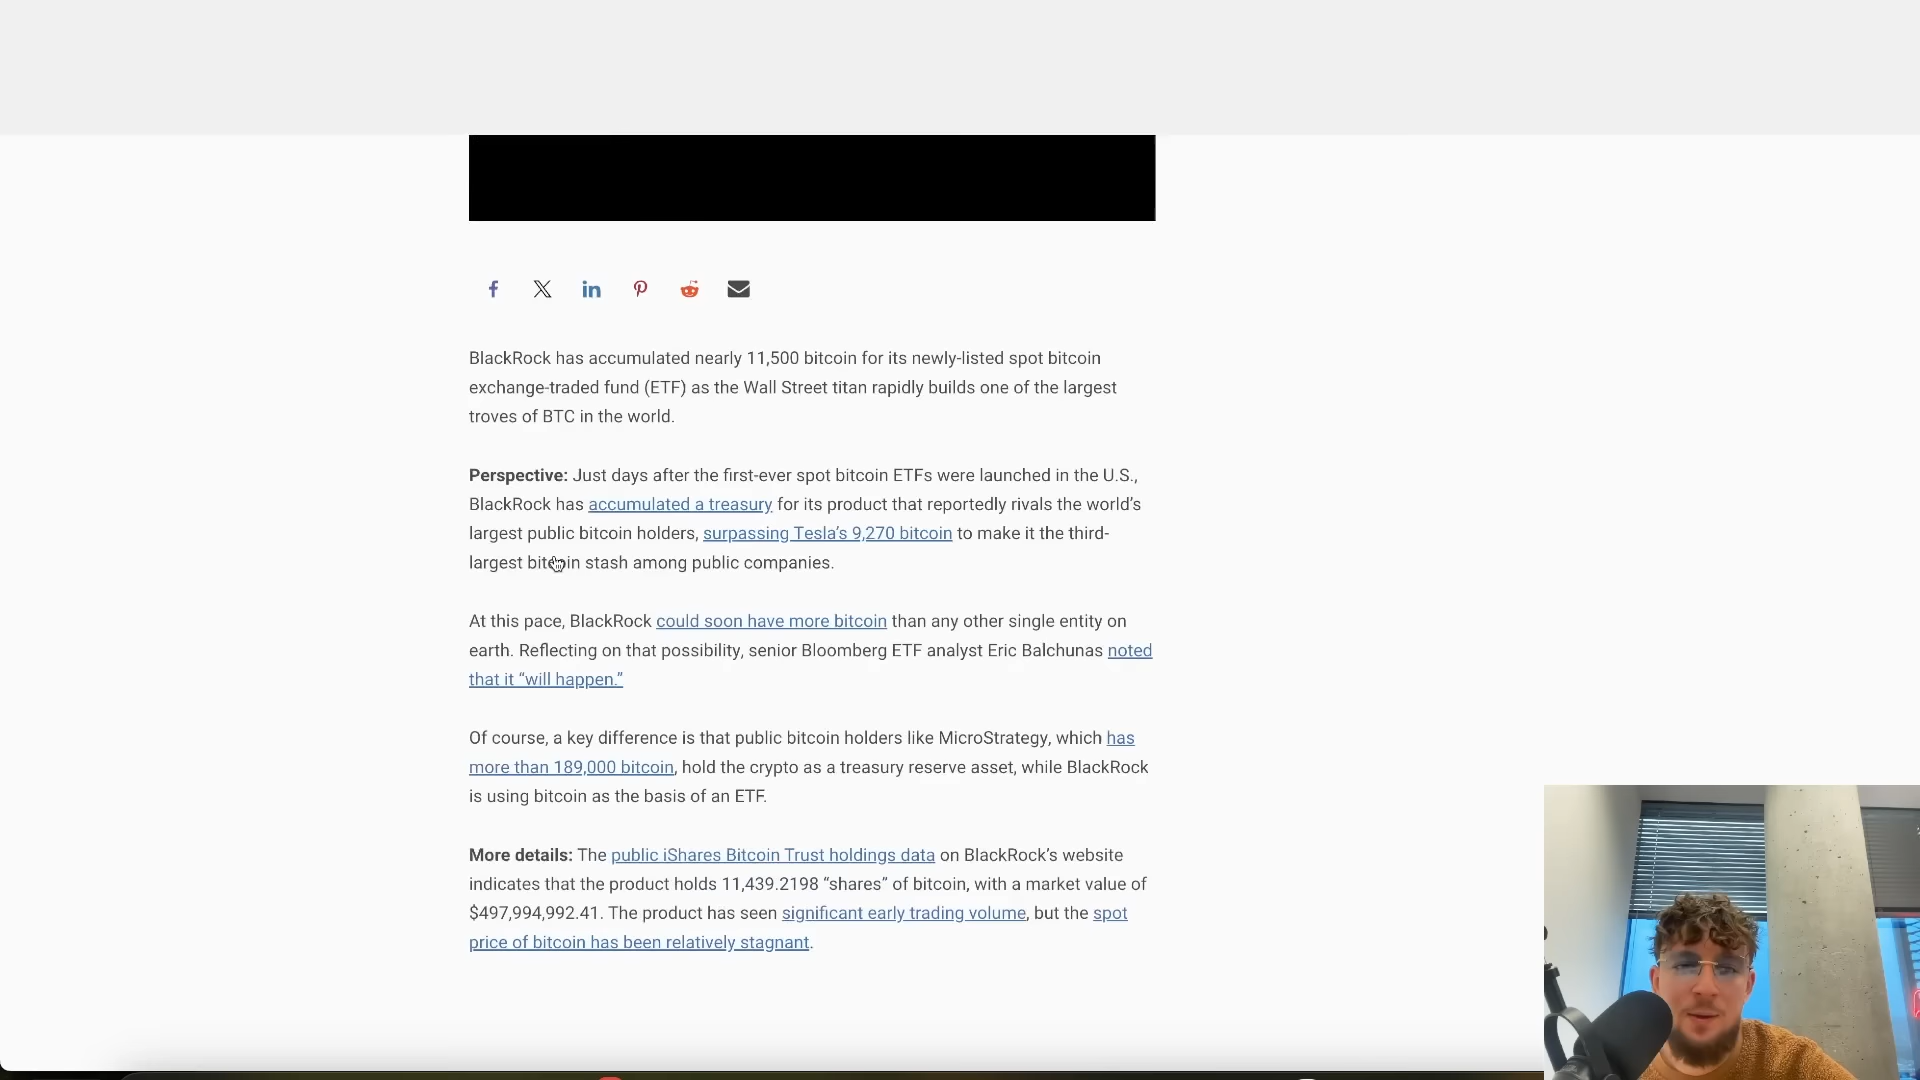 BlackRock has accumulated nearly 11,500 bitcoin for its newly-listed spot bitcoin
exchange-traded fund (ETF) as the Wall Street titan rapidly builds one of the largest
troves of BTC in the world.
Perspective: Just days after the first-ever spot bitcoin ETFs were launched in the U.S.,
BlackRock has accumulated a treasury for its product that reportedly rivals the world’s
largest public bitcoin holders, surpassing Tesla’s 9,270 bitcoin to make it the third-
largest bitcoin stash among public companies.
At this pace, BlackRock could soon have more bitcoin than any other single entity on
earth. Reflecting on that possibility, senior Bloomberg ETF analyst Eric Balchunas noted
that it “will happen.”
Of course, a key difference is that public bitcoin holders like MicroStrategy, which has
more than 189,000 bitcoin, hold the crypto as a treasury reserve asset, while BlackRock
is using bitcoin as the basis of an ETF.
More details: The public iShares Bitcoin Trust holdings data on BlackRock’s website
indicates that the product holds 11,439.2198 “shares” of bitcoin, with a market value of
$497,994,992.41. The product has seen significant early trading volume, but the spot
price of bitcoin has been relatively stagnant.